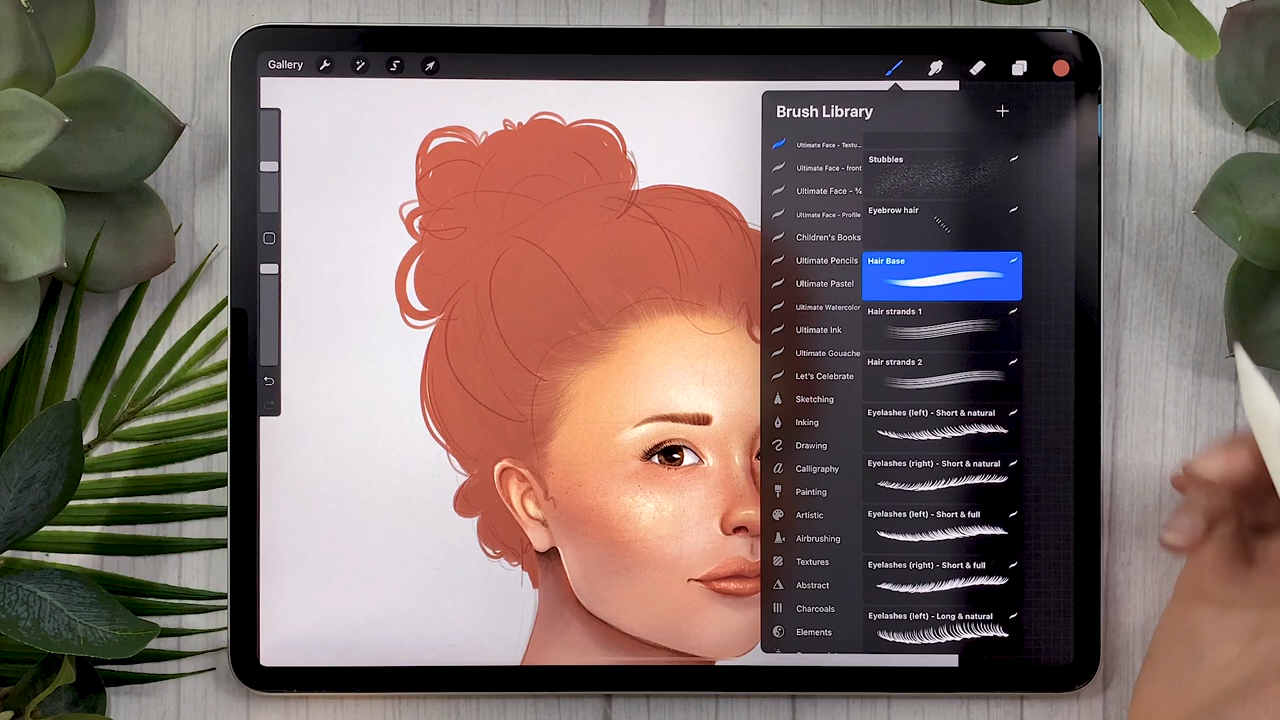 Gallery
Brush Library
Ultimate Face - Textu...
Ultimate Face - front
Ultimate Face - ¾
Ultimate Face - Profile
Children's Books
Ultimate Pencils
Ultimate Pastel
Ultimate Watercolor
Ultimate Ink
Ultimate Gouache
Let's Celebrate
Sketching
Inking
Drawing
Calligraphy
Painting
Artistic
Airbrushing
Textures
Abstract
Charcoals
Elements
Stubbles
Eyebrow hair
Hair Base
Hair strands 1
Hair strands 2
Eyelashes (left) - Short & natural
Eyelashes (right) - Short & natural
Eyelashes (left) - Short & full
Eyelashes (right) - Short & full
Eyelashes (left) - Long & natural